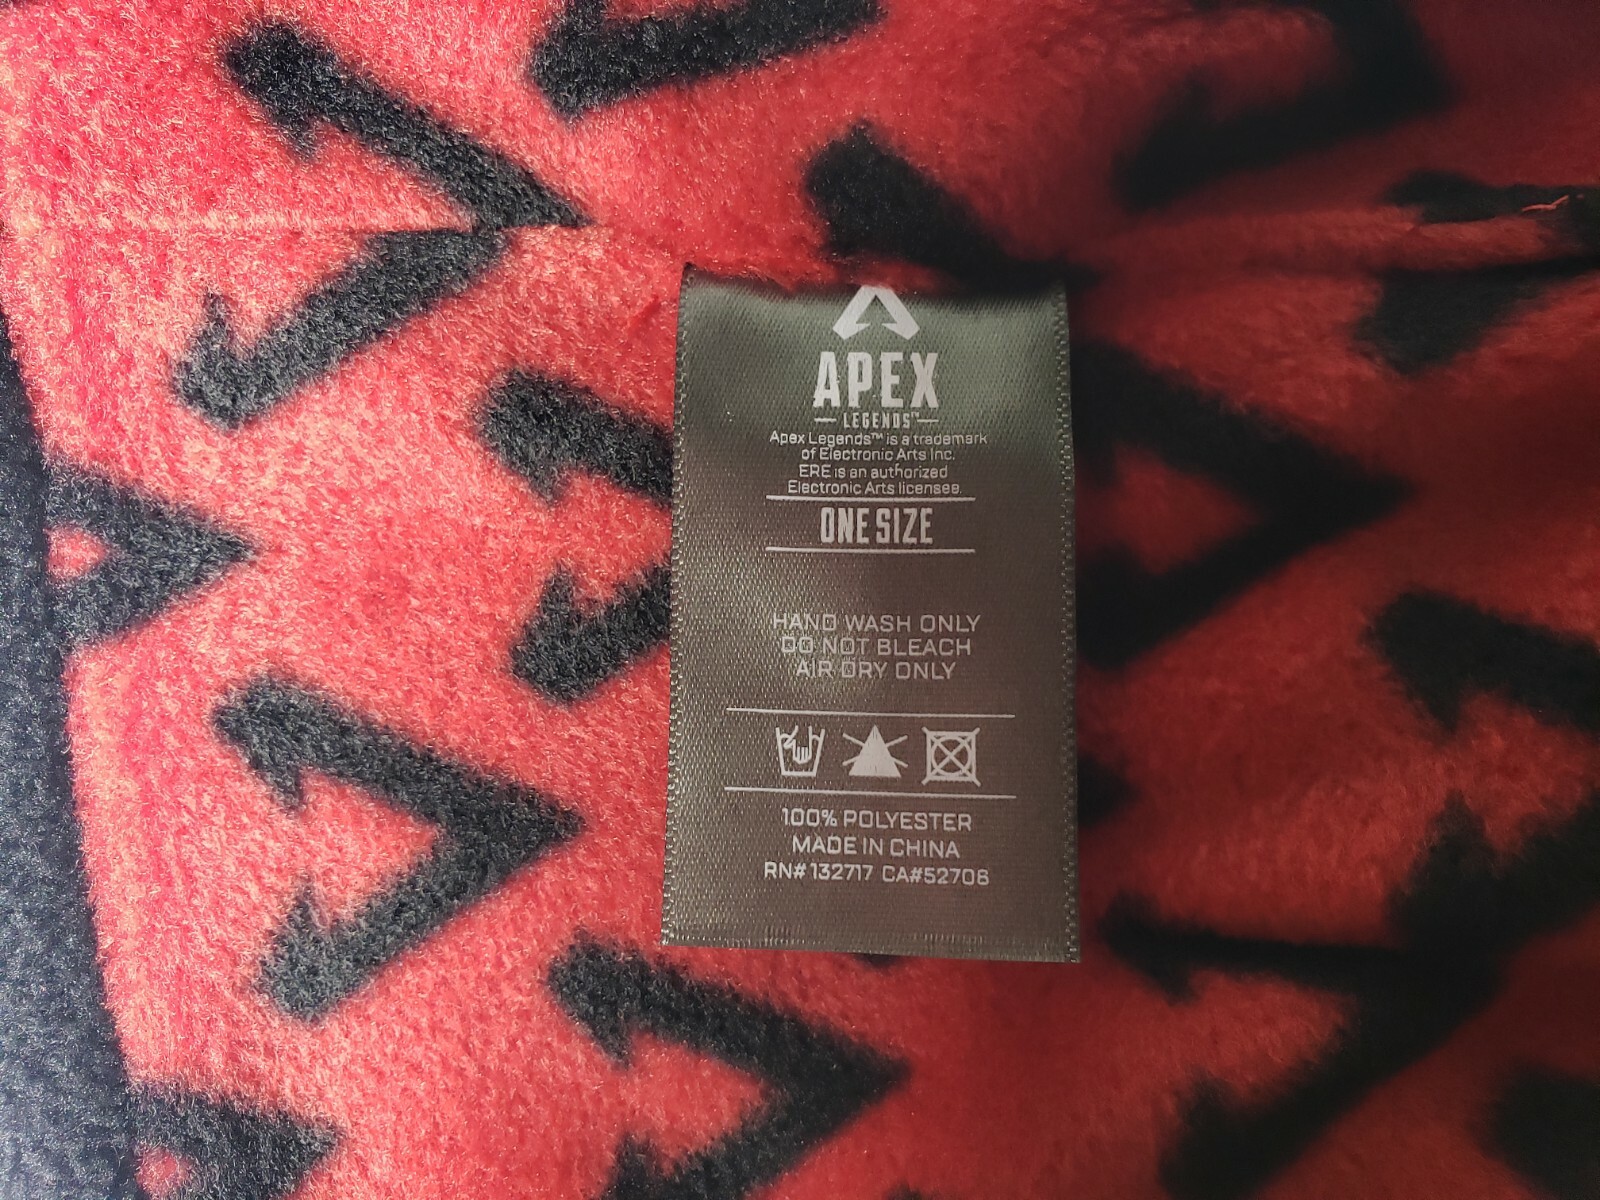 APEX
LEGENDS™
Apex Legends™ is a trademark
of Electronic Arts Inc.
ERE is an authorized
Electronic Arts licensee.
ONE SIZE
HAND WASH ONLY
DO NOT BLEACH
AIR DRY ONLY
100% POLYESTER
MADE IN CHINA
RN# 132717 CA#52708